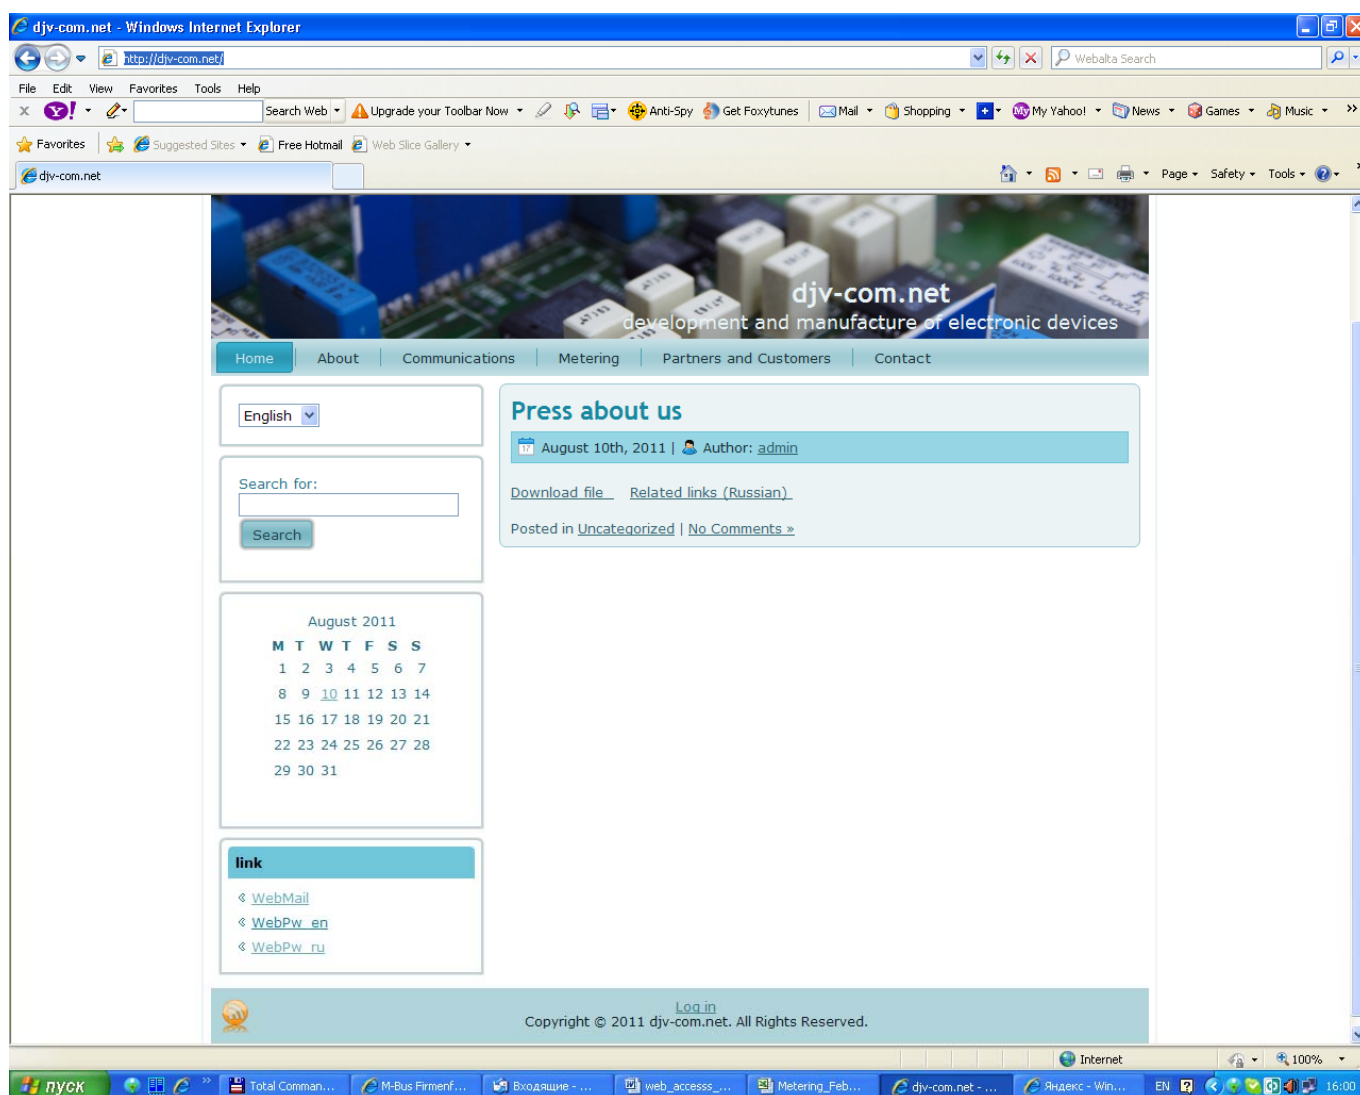 djv-com.net - Windows Internet Explorer
http://djv-com.net/
Webalta Search
File Edit View Favorites Tools Help
x Y! Search Web Upgrade your Toolbar Now Anti-Spy Get Foxytunes Mail Shopping My My Yahoo! News Games Music »
Favorites Suggested Sites Free Hotmail Web Slice Gallery
djv-com.net Page Safety Tools
djv-com.net
development and manufacture of electronic devices
Home About Communications Metering Partners and Customers Contact
English
Search for:
Search
August 2011
M T W T F S S
1 2 3 4 5 6 7
8 9 10 11 12 13 14
15 16 17 18 19 20 21
22 23 24 25 26 27 28
29 30 31
link
WebMail
WebPw_en
WebPw_ru
Press about us
17 August 10th, 2011 | Author: admin
Download file Related links (Russian)
Posted in Uncategorized | No Comments »
Log in
Copyright © 2011 djv-com.net. All Rights Reserved.
Internet 100%
пуск » Total Comman... M-Bus Firmenf... Входящие - ... web_accesss_... Metering_Feb... djv-com.net - ... Яндекс - Win... EN 16:00